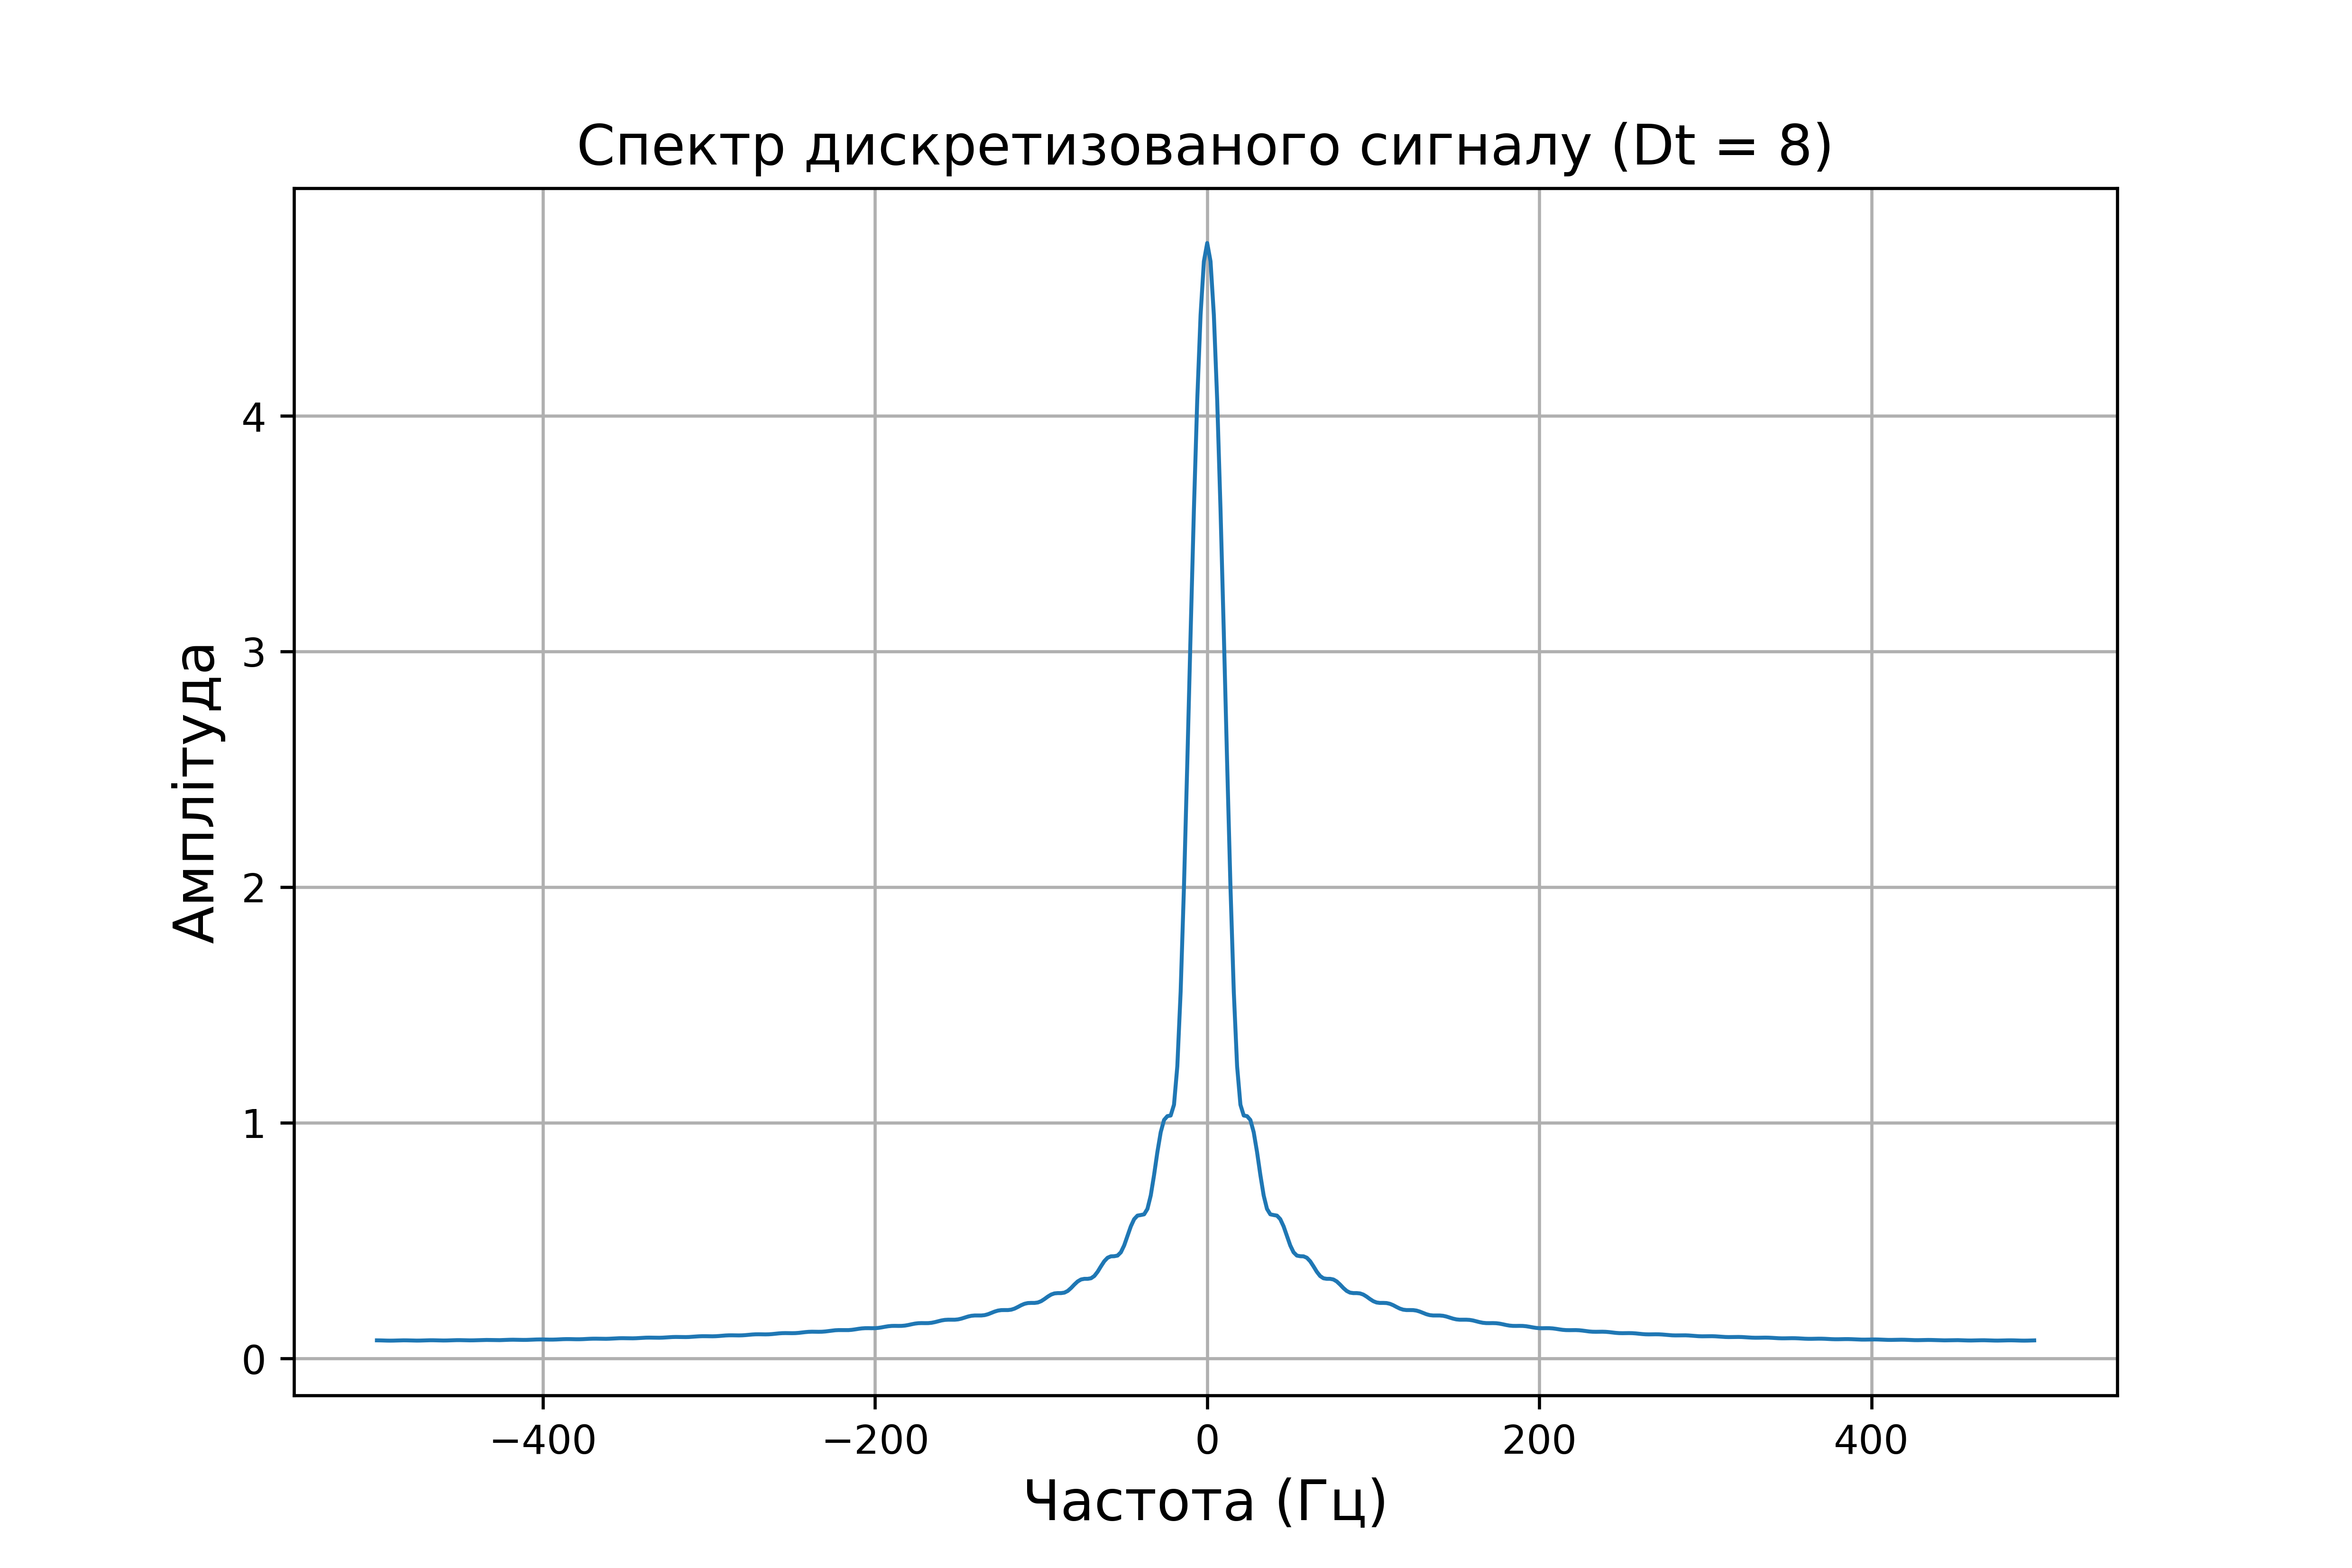 Спектр дискретизованого сигналу (Dt = 8)
Амплітуда
4
3
2
1
0
−400 −200 0 200 400
Частота (Гц)